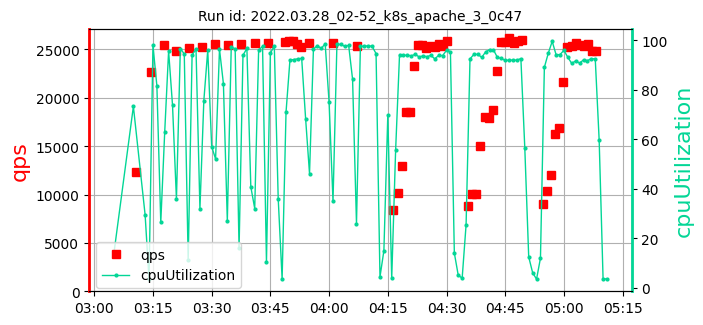 Run id: 2022.03.28_02-52_k8s_apache_3_0c47
25000
20000
15000
10000
5000
0
qps
100
80
60
40
20
0
cpuUtilization
qps
cpuUtilization
03:00 03:15 03:30 03:45 04:00 04:15 04:30 04:45 05:00 05:15